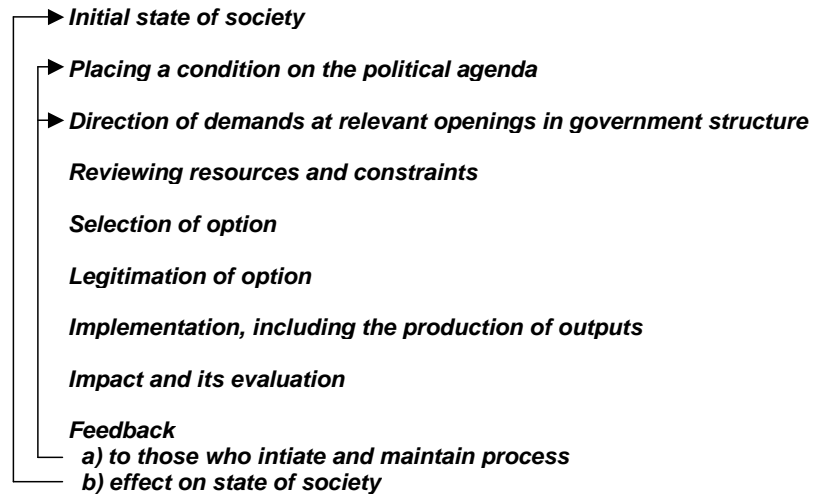 Initial state of society
Placing a condition on the political agenda
Direction of demands at relevant openings in government structure
Reviewing resources and constraints
Selection of option
Legitimation of option
Implementation, including the production of outputs
Impact and its evaluation
Feedback
a) to those who intiate and maintain process
b) effect on state of society